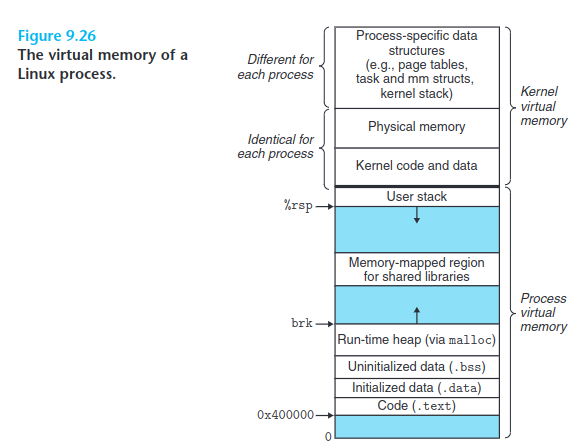 Figure 9.26
The virtual memory of a
Linux process.
Different for
each process
Process-specific data
structures
(e.g., page tables,
task and mm structs,
kernel stack)
Kernel
virtual
memory
Identical for
each process
Physical memory
Kernel code and data
User stack
%rsp
Memory-mapped region
for shared libraries
Process
virtual
memory
brk
Run-time heap (via malloc)
Uninitialized data (.bss)
Initialized data (.data)
Code (.text)
0x400000
0